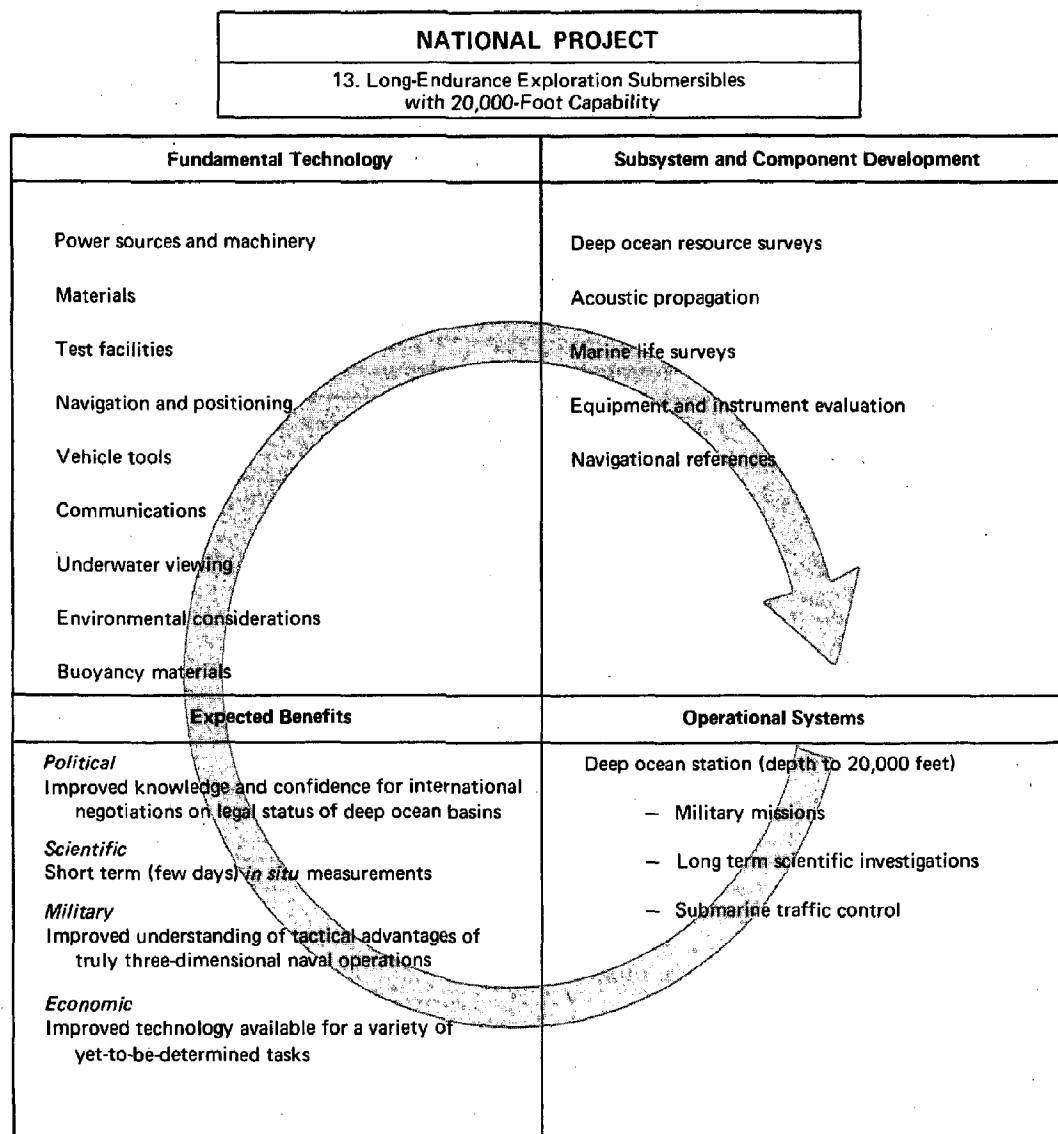 NATIONAL PROJECT
13. Long-Endurance Exploration Submersibles
with 20,000-Foot Capability
Fundamental Technology
Power sources and machinery
Materials
Test facilities
Navigation and positioning
Vehicle tools
Communications
Underwater viewing
Environmental considerations
Buoyancy materials
Subsystem and Component Development
Deep ocean resource surveys
Acoustic propagation
Marine life surveys
Equipment and instrument evaluation
Navigational references
Expected Benefits
Political
Improved knowledge and confidence for international
negotiations on legal status of deep ocean basins
Scientific
Short term (few days) in situ measurements
Military
Improved understanding of tactical advantages of
truly three-dimensional naval operations
Economic
Improved technology available for a variety of
yet-to-be-determined tasks
Operational Systems
Deep ocean station (depth to 20,000 feet)
– Military missions
– Long term scientific investigations
– Submarine traffic control